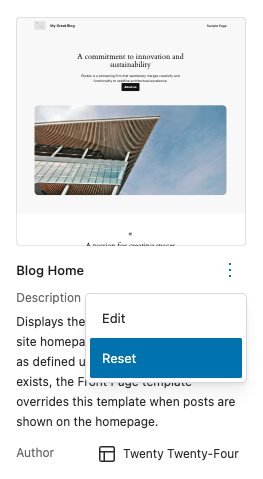 My Great Blog
Sample Page
A commitment to innovation and
sustainability
Études is a pioneering firm that seamlessly merges creativity and
functionality to redefine architectural excellence.
About us
A passion for creating spaces
Blog Home
Description
Edit
Reset
Displays the
site homepa
as defined u
exists, the Front Page template
overrides this template when posts are
shown on the homepage.
Author
Twenty Twenty-Four